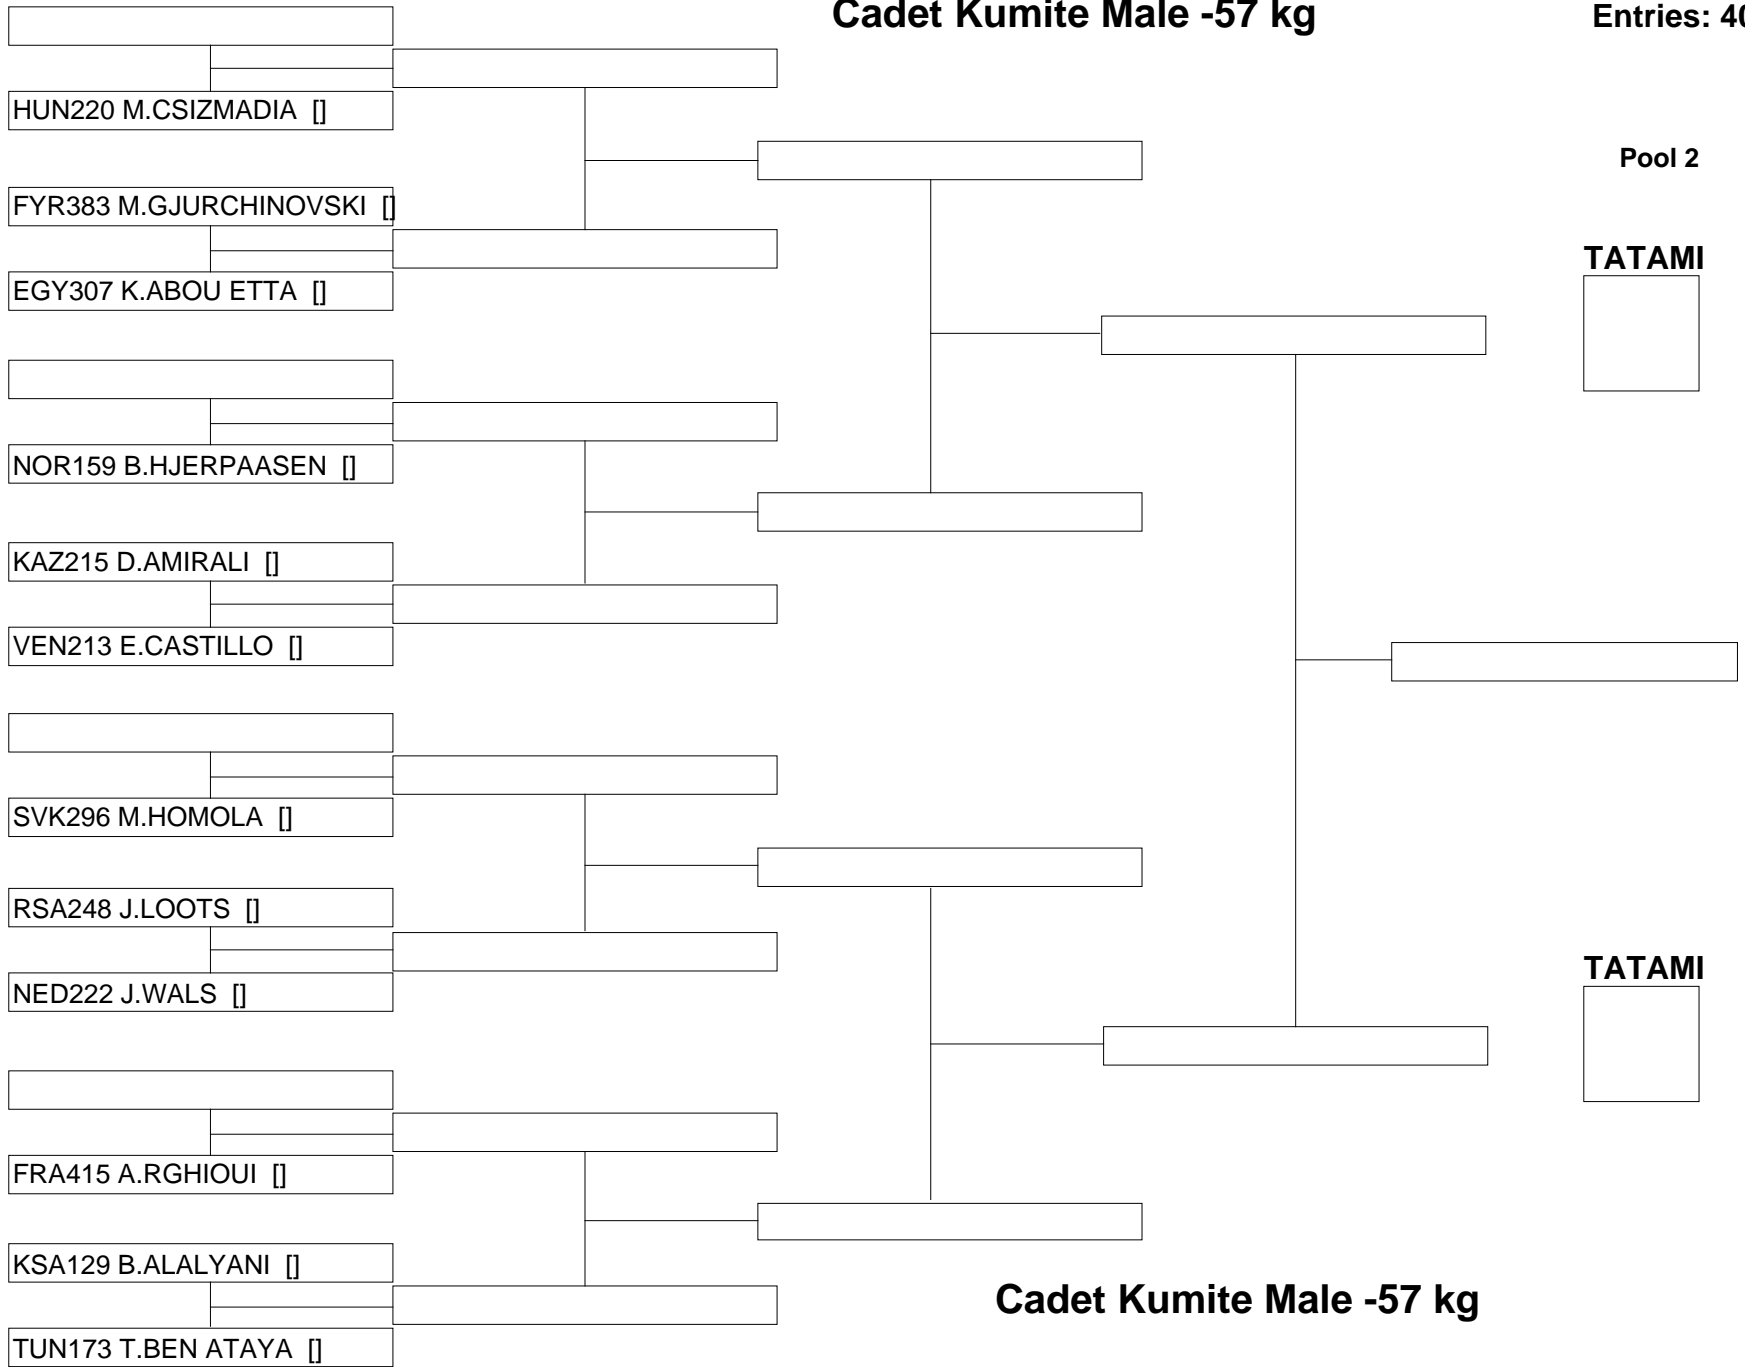 Cadet Kumite Male -57 kg
Entries: 40
HUN220 M.CSIZMADIA []
Pool 2
FYR383 M.GJURCHINOVSKI []
TATAMI
EGY307 K.ABOU ETTA []
NOR159 B.HJERPAASEN []
KAZ215 D.AMIRALI []
VEN213 E.CASTILLO []
SVK296 M.HOMOLA []
RSA248 J.LOOTS []
TATAMI
NED222 J.WALS []
FRA415 A.RGHIOUI []
KSA129 B.ALALYANI []
Cadet Kumite Male -57 kg
TUN173 T.BEN ATAYA []